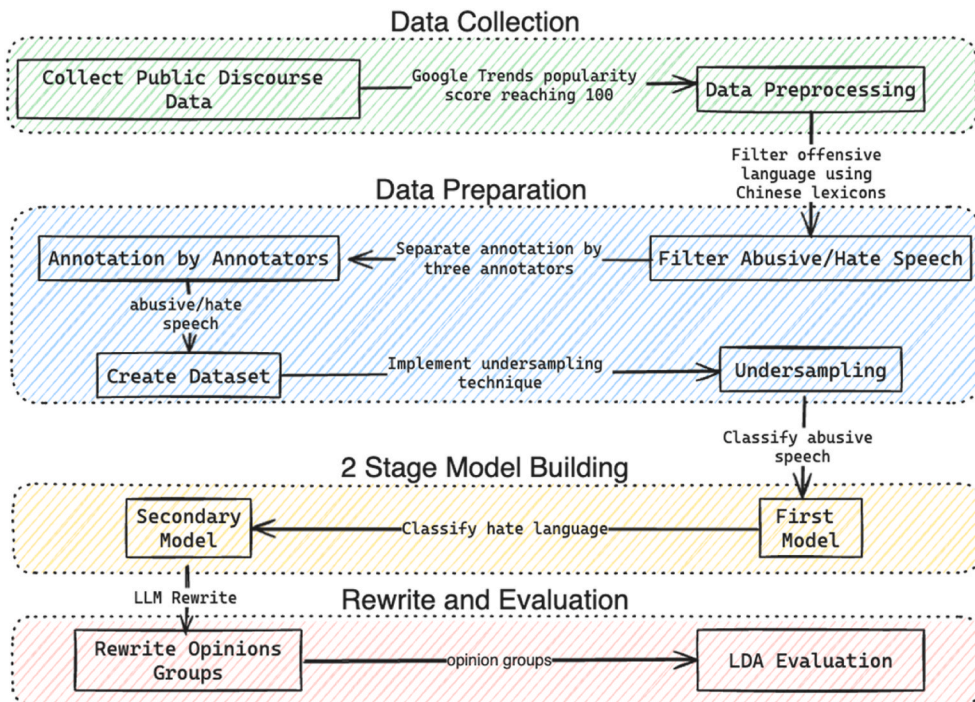 Data Collection
Collect Public Discourse
Data
Google Trends popularity
score reaching 100
Data Preprocessing
Filter offensive
language using
Chinese lexicons
Data Preparation
Annotation by Annotators
Separate annotation by
three annotators
Filter Abusive/Hate Speech
abusive/hate
speech
Create Dataset
Implement undersampling
technique
Undersampling
Classify abusive
speech
2 Stage Model Building
Secondary
Model
Classify hate language
First
Model
LLM Rewrite
Rewrite and Evaluation
Rewrite Opinions
Groups
opinion groups
LDA Evaluation